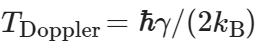 T_Doppler = ℏγ/(2k_B)